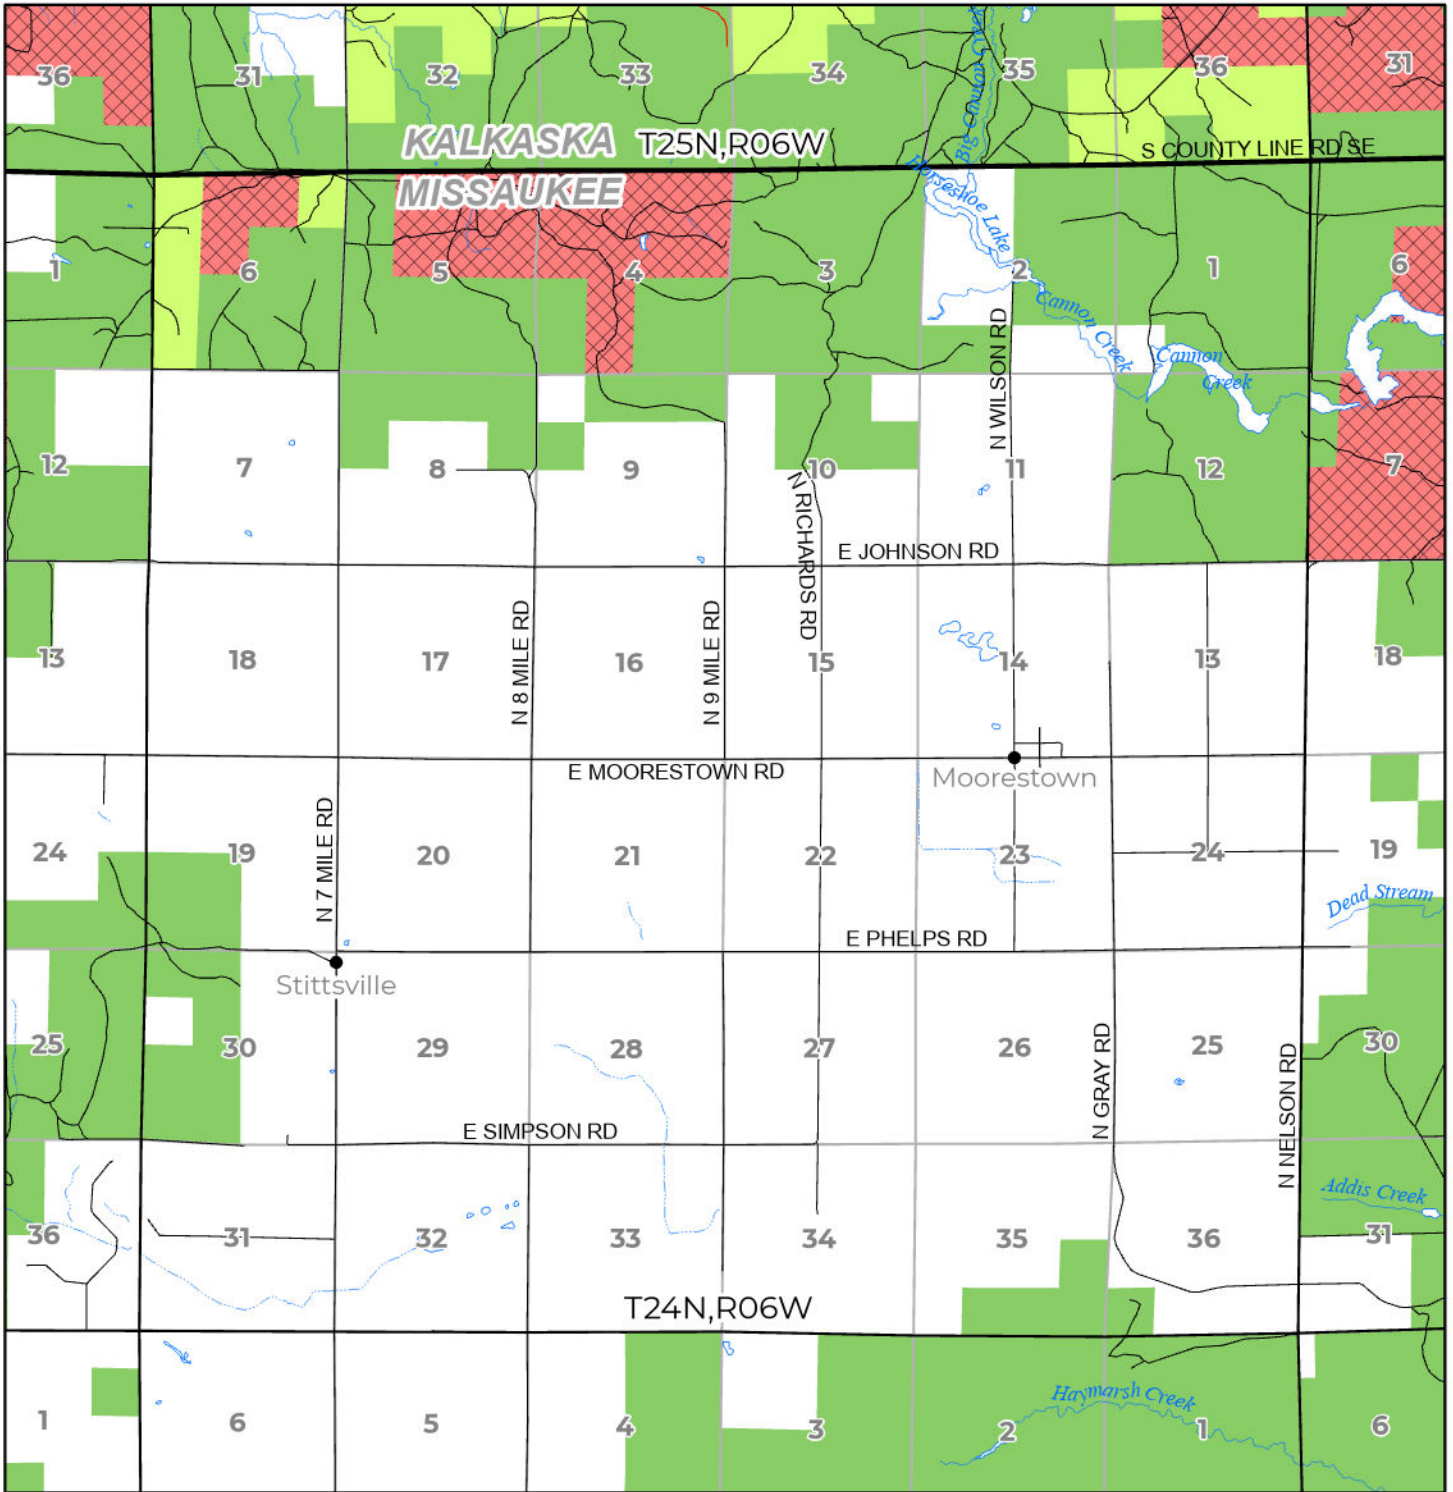 36 31 32 33 34 35 36 31
Big Cannon Creek
KALKASKA T25N,R06W
S COUNTY LINE RD SE
MISSAUKEE
Horseshoe Lake
1 6 5 4 3 2 1 6
Cannon Creek
N WILSON RD
Cannon
Creek
12 7 8 9 10 11 12 7
N RICHARDS RD
E JOHNSON RD
N 8 MILE RD
N 9 MILE RD
13 18 17 16 15 14 13 18
E MOORESTOWN RD
Moorestown
N 7 MILE RD
24 19 20 21 22 23 24 19
Dead Stream
E PHELPS RD
Stittsville
25 30 29 28 27 26 25 30
N GRAY RD
N NELSON RD
E SIMPSON RD
Addis Creek
36 31 32 33 34 35 36 31
T24N,R06W
Haymarsh Creek
1 6 5 4 3 2 1 6